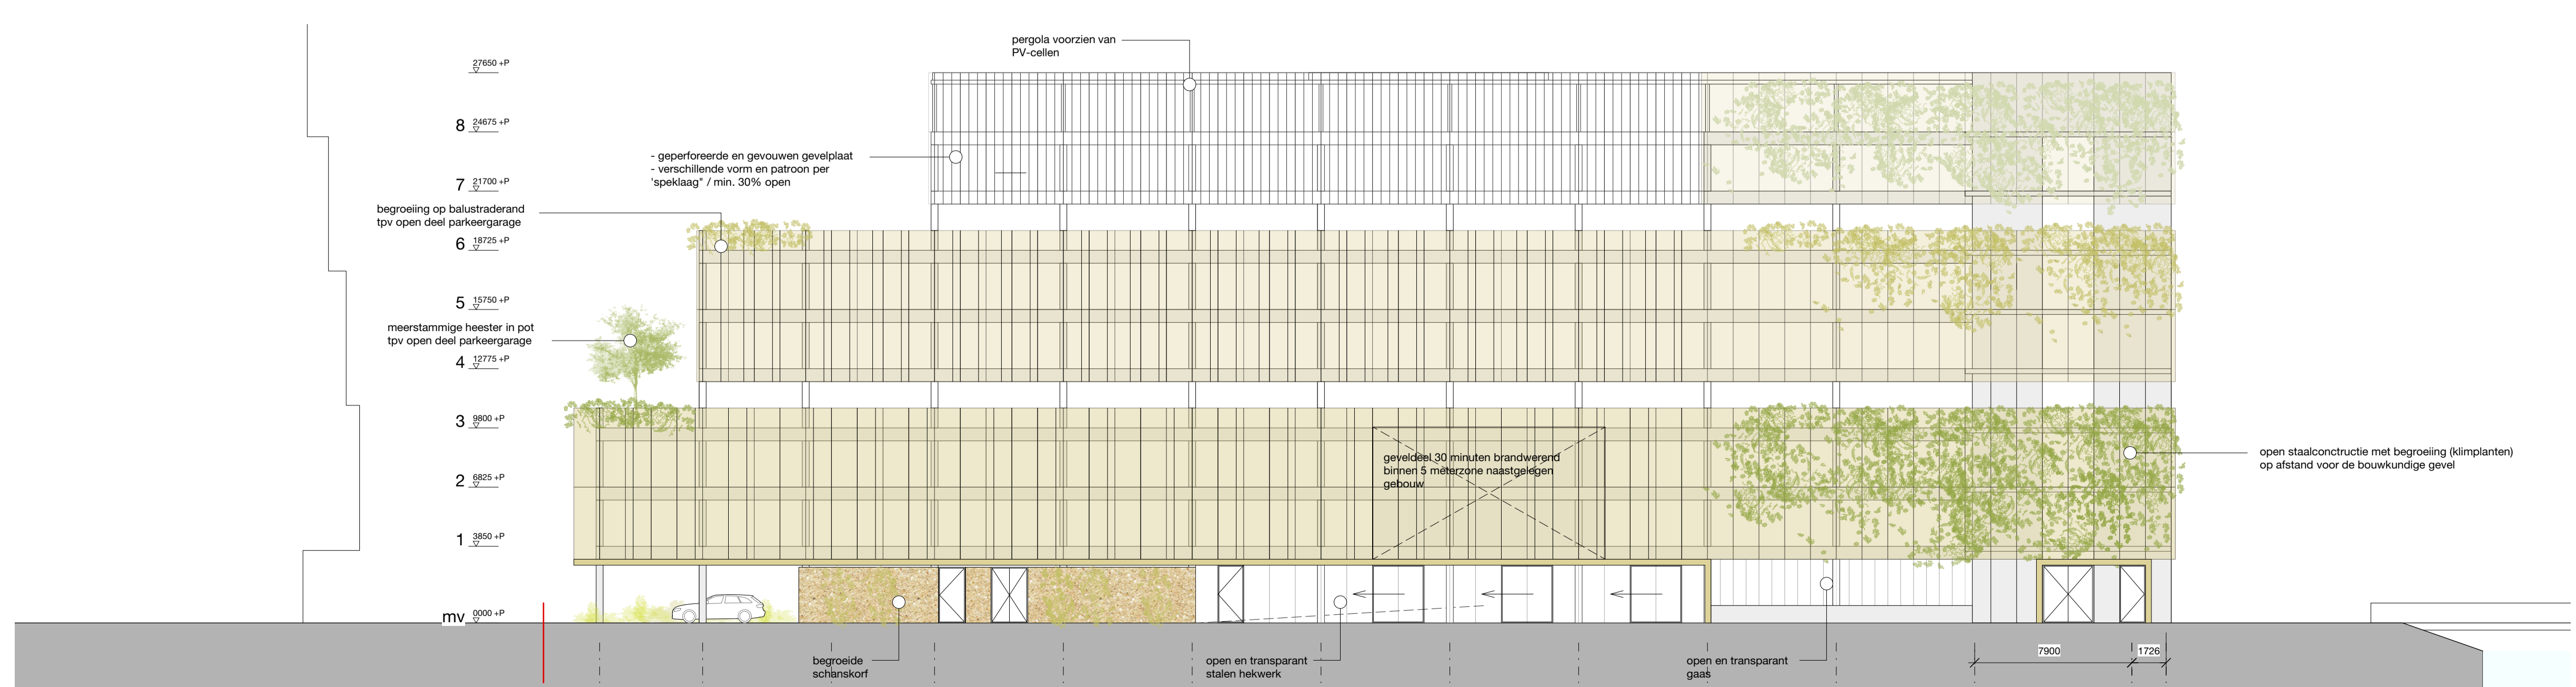 pergola voorzien van
PV-cellen
27650 +P
8 24675 +P
- geperforeerde en gevouwen gevelplaat
- verschillende vorm en patroon per
'speklaag" / min. 30% open
7 21700 +P
begroeiing op balustraderand
tpv open deel parkeergarage
6 18725 +P
5 15750 +P
meerstammige heester in pot
tpv open deel parkeergarage
4 12775 +P
3 9800 +P
geveldeel 30 minuten brandwerend
binnen 5 meterzone naastgelegen
gebouw
open staalconctructie met begroeiing (klimplanten)
op afstand voor de bouwkundige gevel
2 6825 +P
1 3850 +P
mv 0000 +P
begroeide
schanskorf
open en transparant
stalen hekwerk
open en transparant
gaas
7900
1726